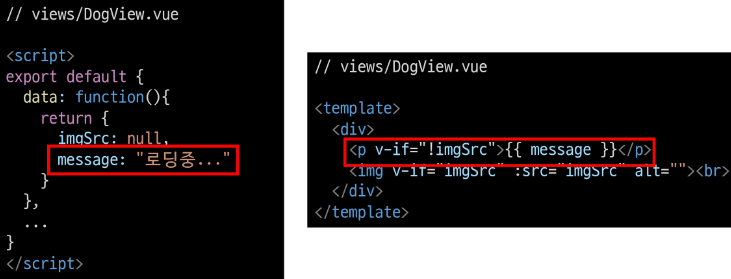 // views/DogView.vue
<script>
export default {
data: function(){
return {
imgSrc: null,
message: "로딩중..."
}
},
...
}
</script>
// views/DogView.vue
<template>
<div>
<p v-if="!imgSrc">{{ message }}</p>
<img v-if="imgSrc" :src="imgSrc" alt=""><br>
</div>
</template>